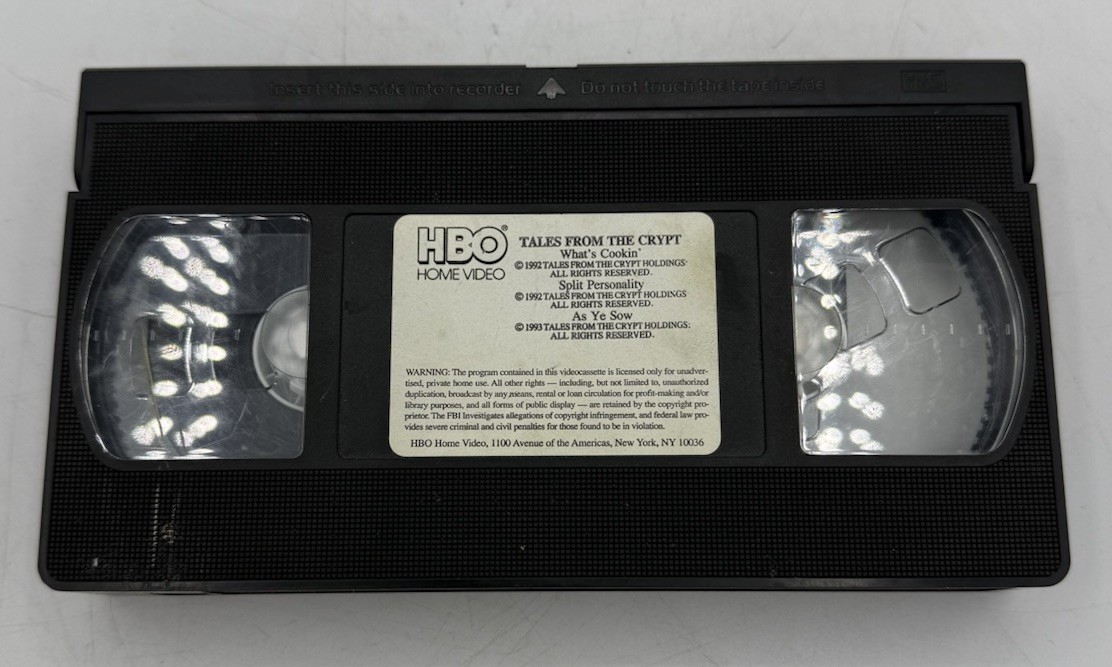 Insert this side into recorder Do not touch the tape inside VHS
HBO®
HOME VIDEO
TALES FROM THE CRYPT
What's Cookin'
© 1992 TALES FROM THE CRYPT HOLDINGS
ALL RIGHTS RESERVED.
Split Personality
© 1992 TALES FROM THE CRYPT HOLDINGS
ALL RIGHTS RESERVED.
As Ye Sow
© 1993 TALES FROM THE CRYPT HOLDINGS:
ALL RIGHTS RESERVED.
WARNING: The program contained in this videocassette is licensed only for unadver-
tised, private home use. All other rights — including, but not limited to, unauthorized
duplication, broadcast by any means, rental or loan circulation for profit-making and/or
library purposes, and all forms of public display — are retained by the copyright pro-
prietor. The FBI Investigates allegations of copyright infringement, and federal law pro-
vides severe criminal and civil penalties for those found to be in violation.
HBO Home Video, 1100 Avenue of the Americas, New York, NY 10036